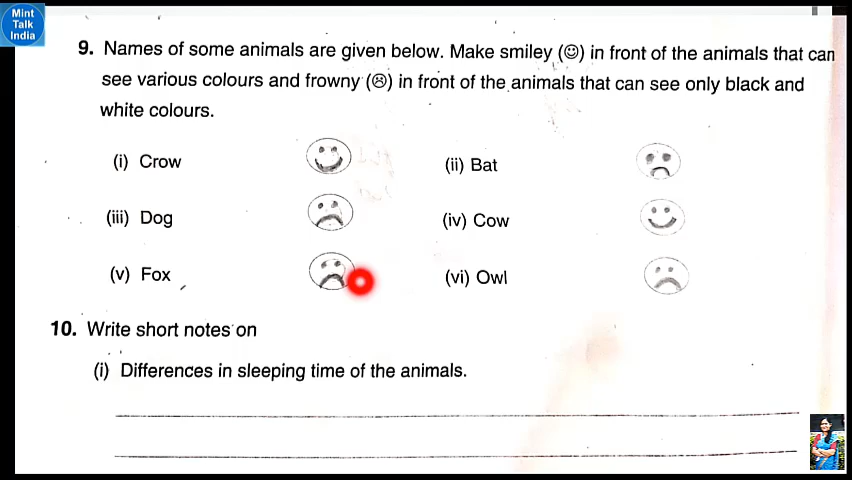 Mint
Talk
India
9. Names of some animals are given below. Make smiley (☺) in front of the animals that can
see various colours and frowny (☹) in front of the animals that can see only black and
white colours.
(i) Crow (ii) Bat
(iii) Dog (iv) Cow
(v) Fox (vi) Owl
10. Write short notes on
(i) Differences in sleeping time of the animals.